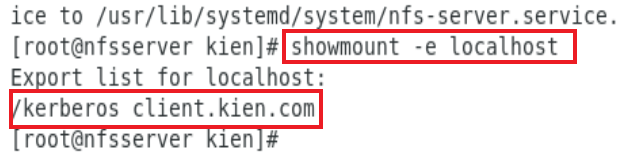 ice to /usr/lib/systemd/system/nfs-server.service.
[root@nfsserver kien]# showmount -e localhost
Export list for localhost:
/kerberos client.kien.com
[root@nfsserver kien]#